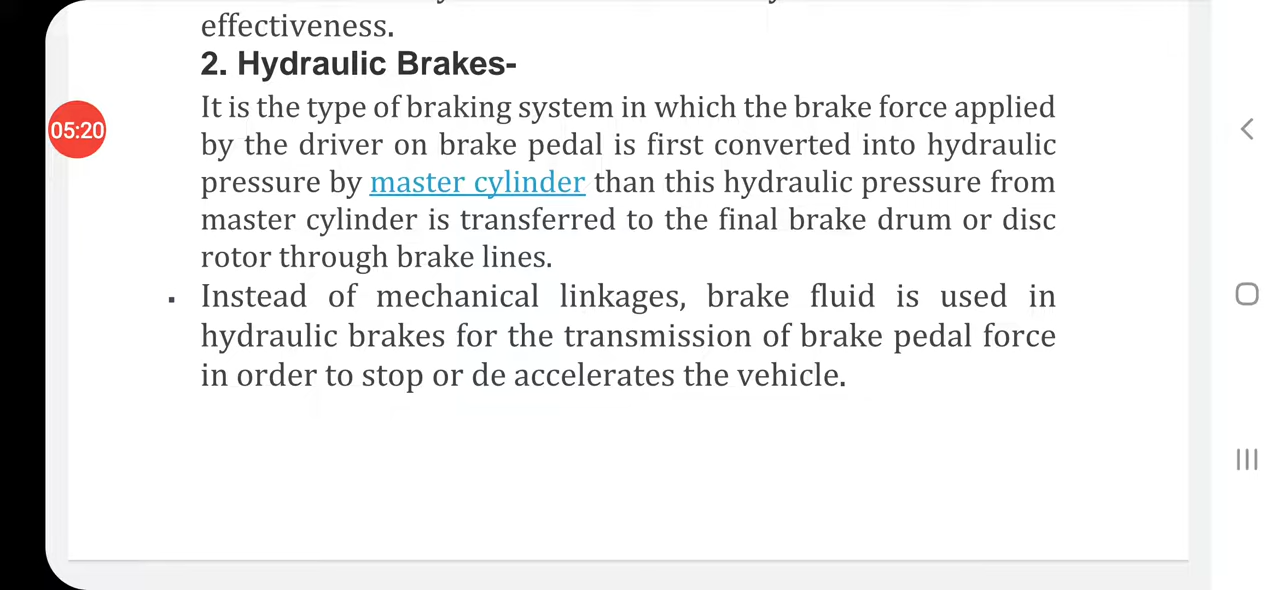 effectiveness.
2. Hydraulic Brakes-
It is the type of braking system in which the brake force applied
by the driver on brake pedal is first converted into hydraulic
pressure by master cylinder than this hydraulic pressure from
master cylinder is transferred to the final brake drum or disc
rotor through brake lines.
▪ Instead of mechanical linkages, brake fluid is used in
hydraulic brakes for the transmission of brake pedal force
in order to stop or de accelerates the vehicle.
05:20